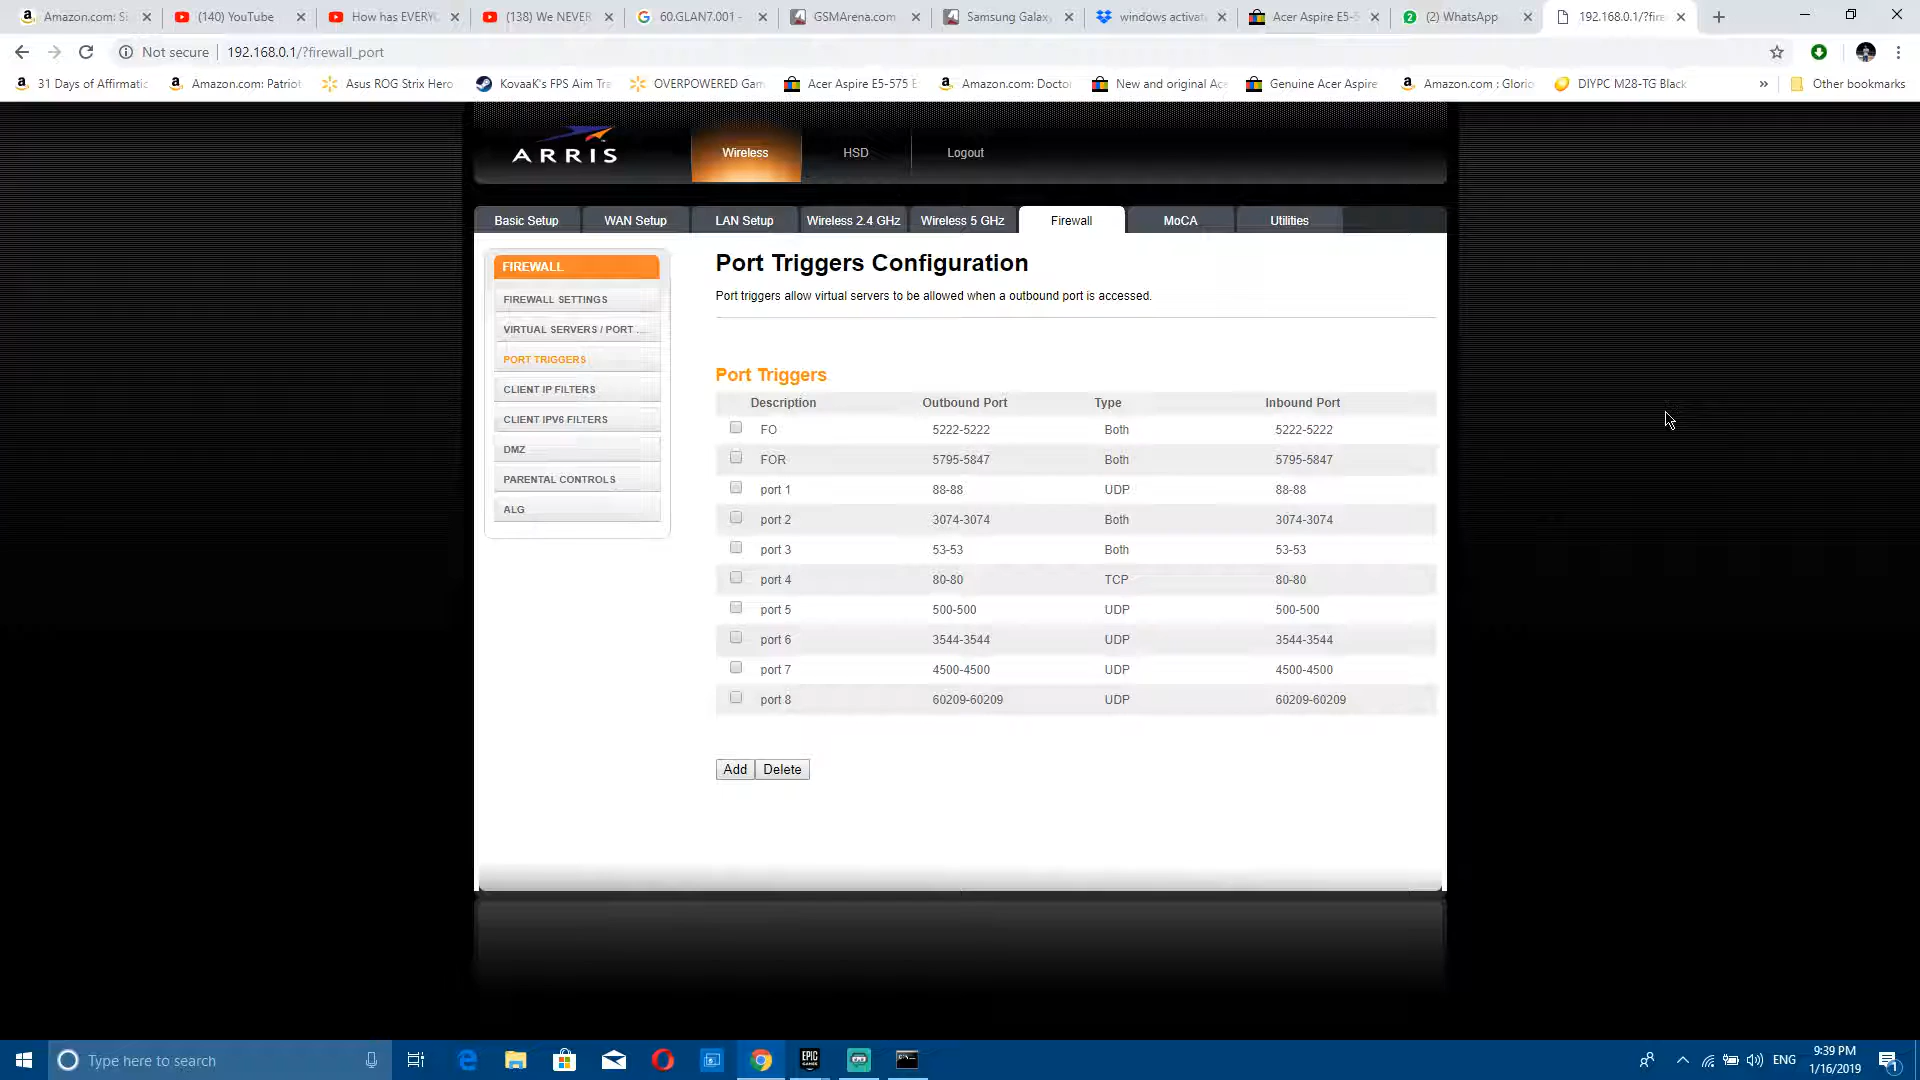 Amazon.com: Si
(140) YouTube
How has EVERY
(138) We NEVER
60.GLAN7.001 -
GSMArena.com
Samsung Galax
windows activat
Acer Aspire E5-5
(2) WhatsApp
192.168.0.1/?fire
Not secure
192.168.0.1/?firewall_port
31 Days of Affirmati
Amazon.com: Patriot
Asus ROG Strix Hero
KovaaK's FPS Aim Tra
OVERPOWERED Gam
Acer Aspire E5-575 E
Amazon.com: Doctor
New and original Ace
Genuine Acer Aspire
Amazon.com : Glorio
DIYPC M28-TG Black
»
Other bookmarks
ARRIS
Wireless
HSD
Logout
Basic Setup
WAN Setup
LAN Setup
Wireless 2.4 GHz
Wireless 5 GHz
Firewall
MoCA
Utilities
FIREWALL
FIREWALL SETTINGS
VIRTUAL SERVERS / PORT ....
PORT TRIGGERS
CLIENT IP FILTERS
CLIENT IPV6 FILTERS
DMZ
PARENTAL CONTROLS
ALG
Port Triggers Configuration
Port triggers allow virtual servers to be allowed when a outbound port is accessed.
Port Triggers
Description Outbound Port Type Inbound Port
FO 5222-5222 Both 5222-5222
FOR 5795-5847 Both 5795-5847
port 1 88-88 UDP 88-88
port 2 3074-3074 Both 3074-3074
port 3 53-53 Both 53-53
port 4 80-80 TCP 80-80
port 5 500-500 UDP 500-500
port 6 3544-3544 UDP 3544-3544
port 7 4500-4500 UDP 4500-4500
port 8 60209-60209 UDP 60209-60209
Add
Delete
Type here to search
EPIC GAMES
ENG
9:39 PM
1/16/2019
1